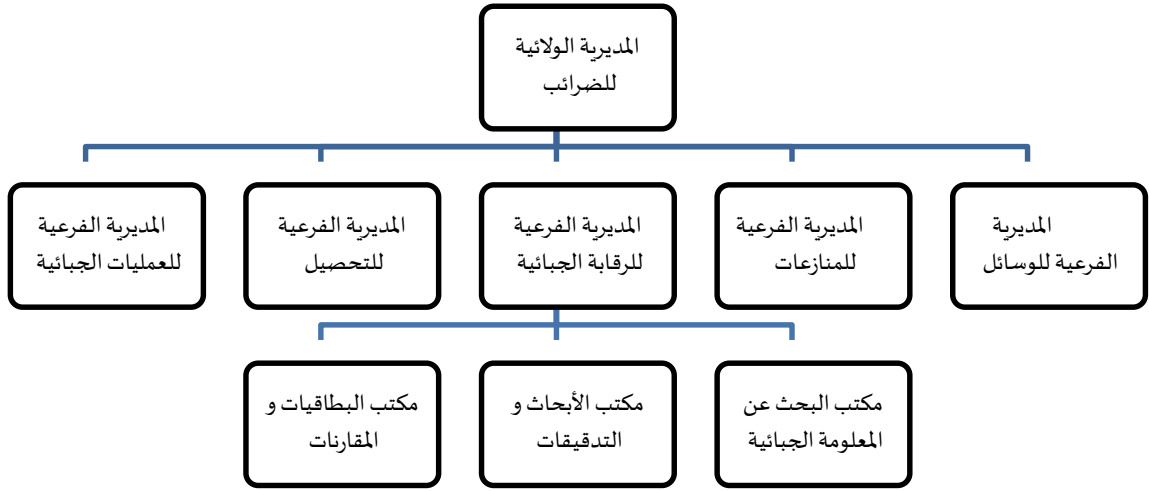 المديرية الولائية
للضرائب
المديرية
الفرعية للوسائل
المديرية الفرعية
للمنازعات
المديرية الفرعية
للرقابة الجبائية
المديرية الفرعية
للتحصيل
المديرية الفرعية
للعمليات الجبائية
مكتب البحث عن
المعلومة الجبائية
مكتب الأبحاث و
التدقيقات
مكتب البطاقيات و
المقارنات